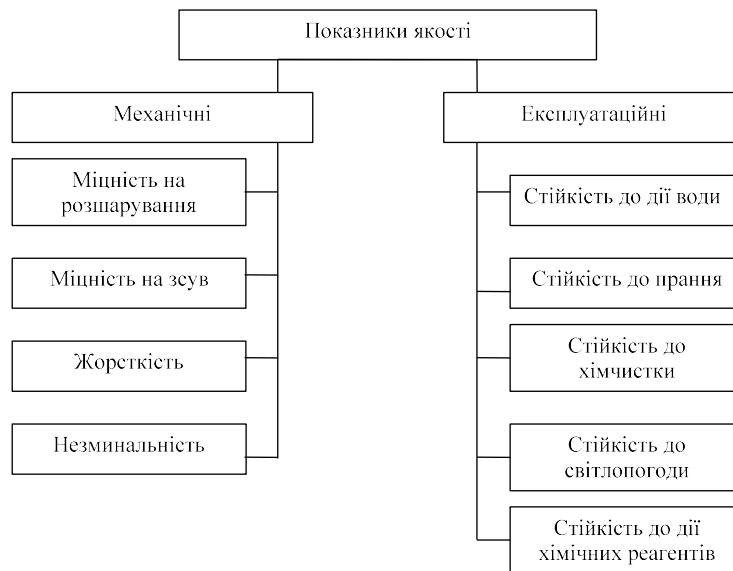 Показники якості
Механічні
Експлуатаційні
Міцність на
розшарування
Міцність на зсув
Жорсткість
Незминальність
Стійкість до дії води
Стійкість до прання
Стійкість до
хімчистки
Стійкість до
світлопогоди
Стійкість до дії
хімічних реагентів